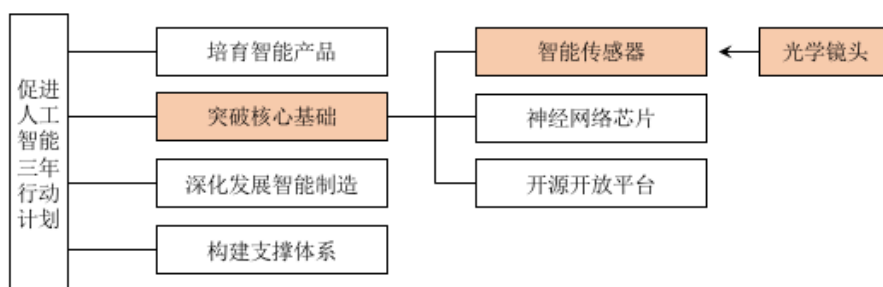 促进
人工
智能
三年
行动
计划
培育智能产品
突破核心基础
深化发展智能制造
构建支撑体系
智能传感器
神经网络芯片
开源开放平台
光学镜头